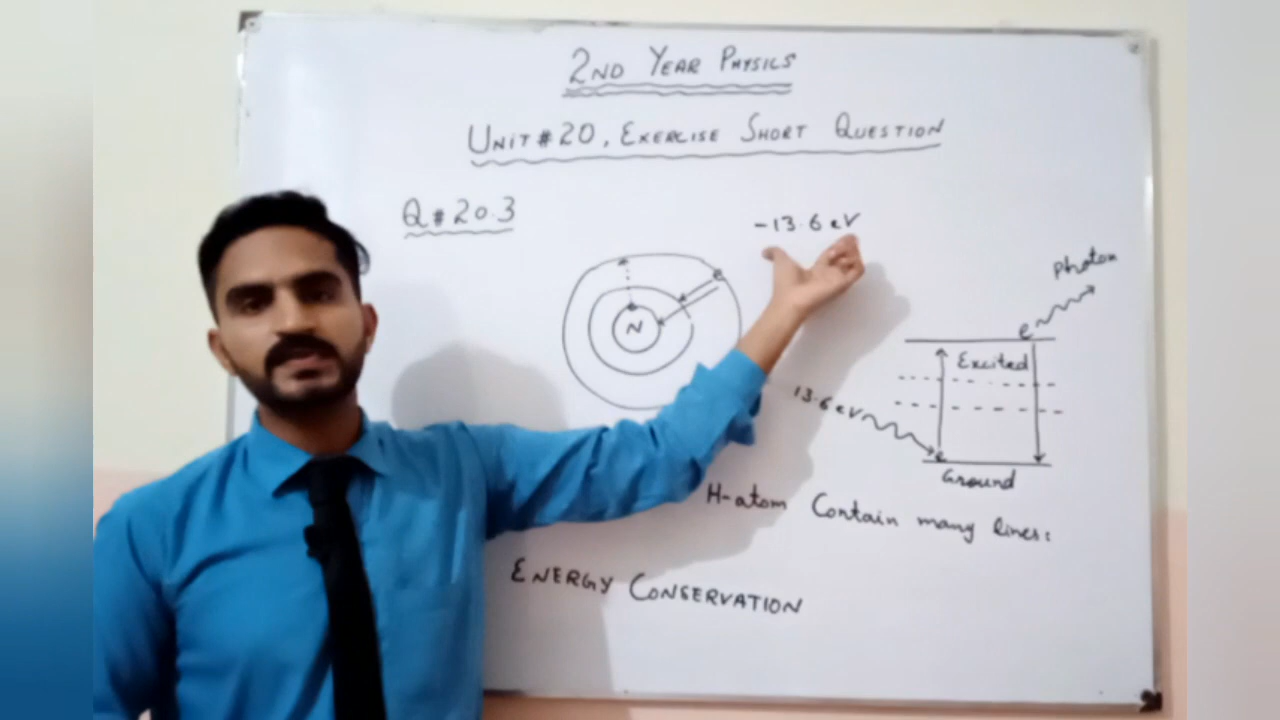 2ND YEAR PHYSICS
UNIT # 20, EXERCISE SHORT QUESTION
Q # 20.3
-13.6 eV
e
N
Photon
e
Excited
13.6 eV
e
Ground
H-atom Contain many lines:
ENERGY CONSERVATION